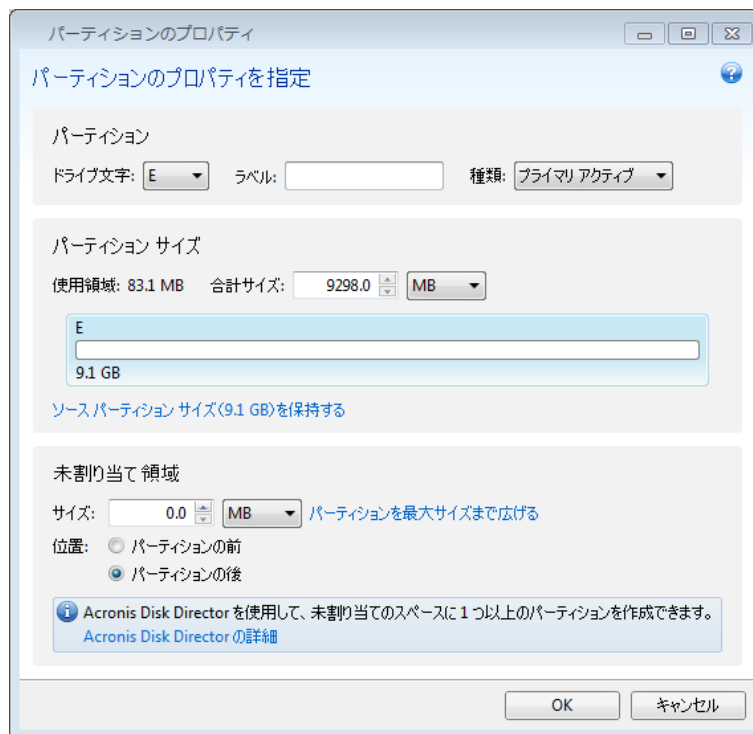 パーティションのプロパティ
パーティションのプロパティを指定
パーティション
ドライブ文字: E ラベル: 種類: プライマリ アクティブ
パーティション サイズ
使用領域: 83.1 MB 合計サイズ: 9298.0 MB
E
9.1 GB
ソース パーティション サイズ(9.1 GB)を保持する
未割り当て領域
サイズ: 0.0 MB パーティションを最大サイズまで広げる
位置: パーティションの前
パーティションの後
Acronis Disk Director を使用して、未割り当てのスペースに 1 つ以上のパーティションを作成できます。
Acronis Disk Director の詳細
OK キャンセル